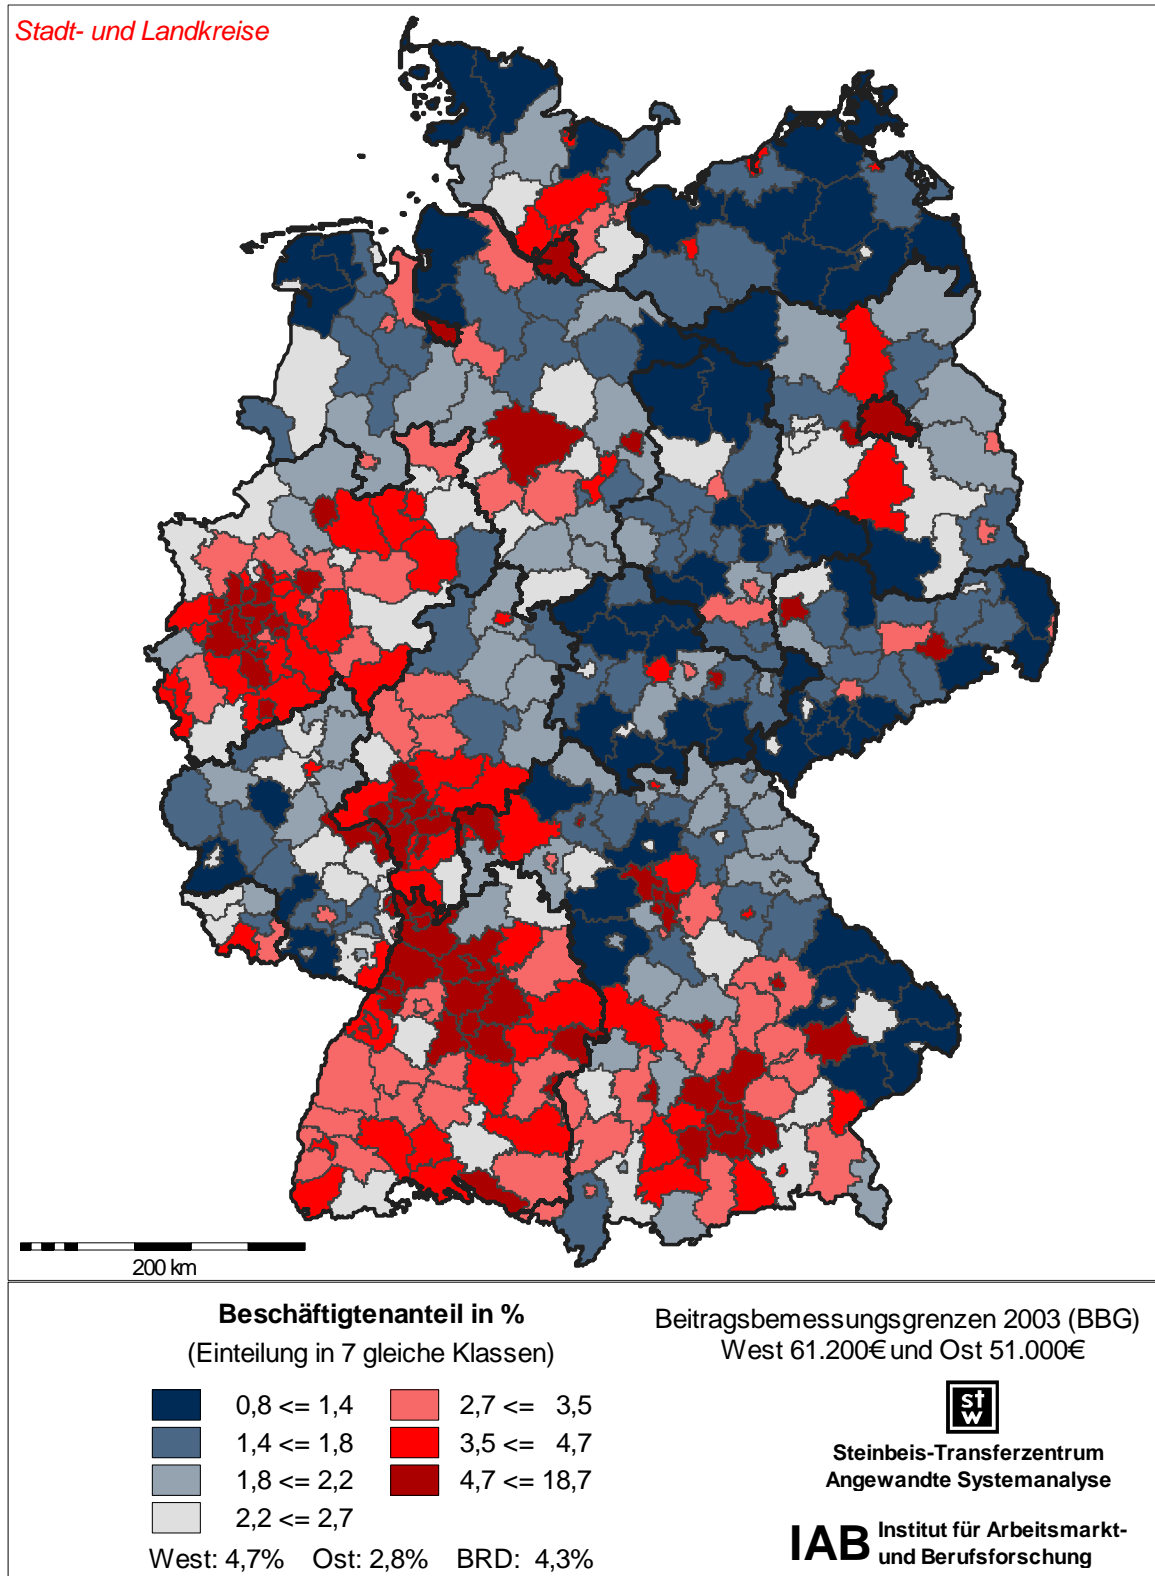 Stadt- und Landkreise
200 km
Beschäftigtenanteil in %
(Einteilung in 7 gleiche Klassen)
0,8 <= 1,4
1,4 <= 1,8
1,8 <= 2,2
2,2 <= 2,7
2,7 <= 3,5
3,5 <= 4,7
4,7 <= 18,7
West: 4,7% Ost: 2,8% BRD: 4,3%
Beitragsbemessungsgrenzen 2003 (BBG)
West 61.200€ und Ost 51.000€
st
w
Steinbeis-Transferzentrum
Angewandte Systemanalyse
IAB Institut für Arbeitsmarkt-
und Berufsforschung